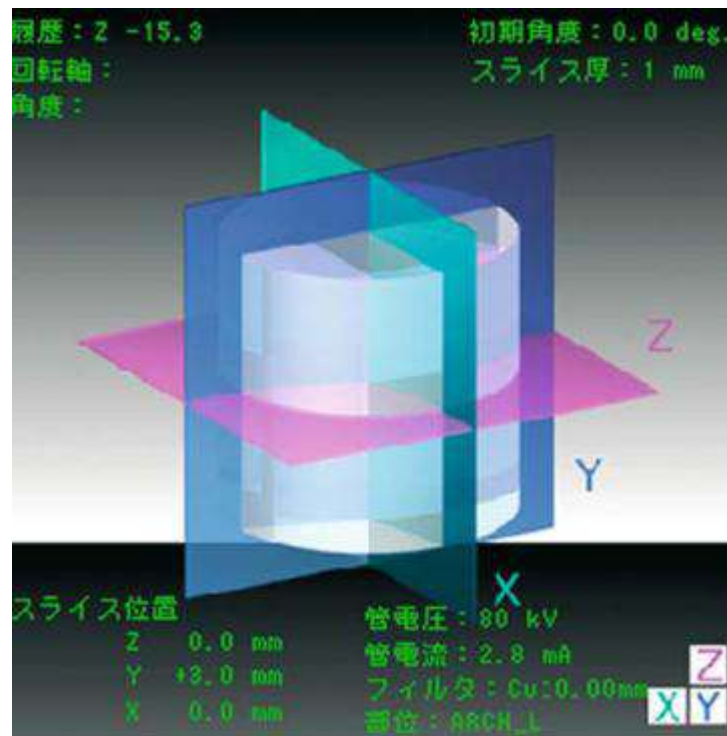 履歴：Z -15.3
回転軸：
角度：
初期角度：0.0 deg.
スライス厚：1 mm
Z
Y
X
スライス位置
Z 0.0 mm
Y +3.0 mm
X 0.0 mm
管電圧：80 kV
管電流：2.8 mA
フィルタ：Cu:0.00mm
部位：ARCH_L
Z
X Y